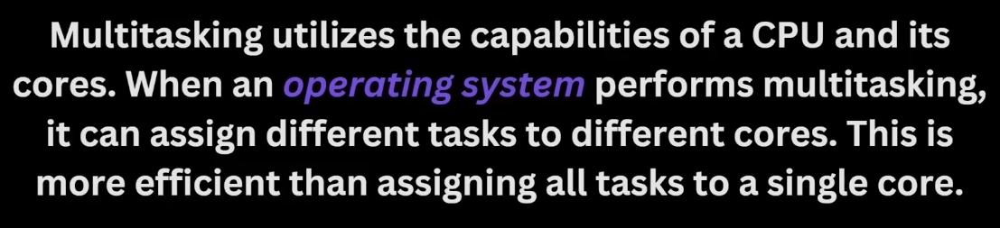 Multitasking utilizes the capabilities of a CPU and its
cores. When an operating system performs multitasking,
it can assign different tasks to different cores. This is
more efficient than assigning all tasks to a single core.